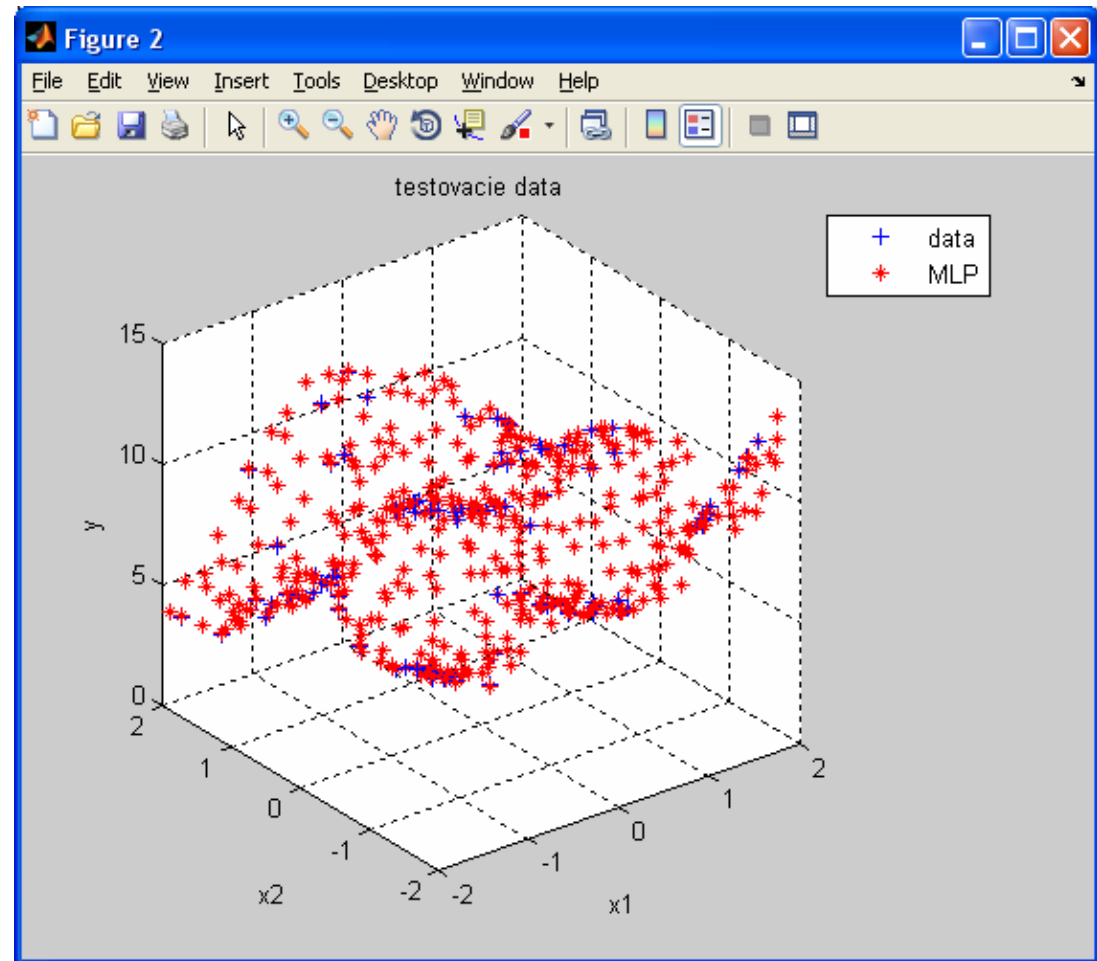 Figure 2
File Edit View Insert Tools Desktop Window Help
testovacie data
data
MLP
15
10
5
0
y
2
1
0
-1
-2
x2
-2
-1
0
1
2
x1